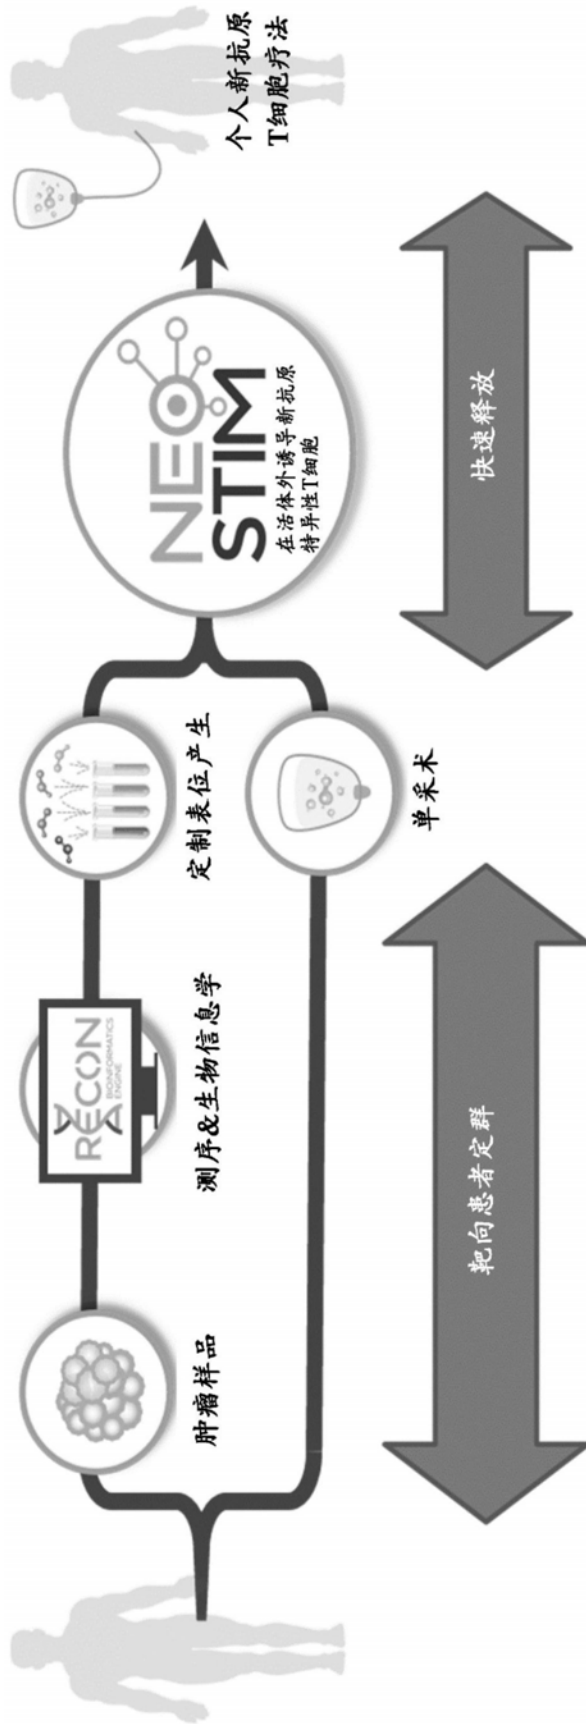 肿瘤样品
RECON
BIOINFORMATICS
ENGINE
测序&生物信息学
定制表位产生
单采术
NEO
STIM
在活体外诱导新抗原
特异性T细胞
个人新抗原
T细胞疗法
靶向患者定群
快速释放